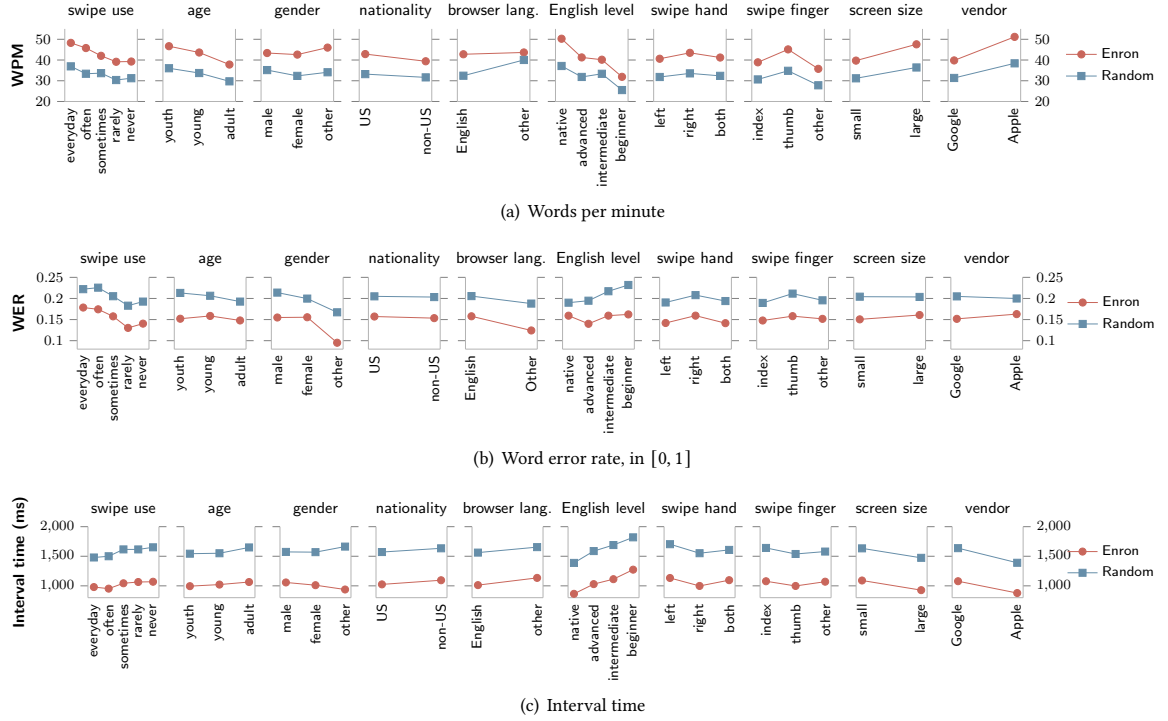 swipe use age gender nationality browser lang. English level swipe hand swipe finger screen size vendor
WPM
50 50
40 40
30 30
20 20
everyday often sometimes rarely never youth young adult male female other US non-US English other native advanced intermediate beginner left right both index thumb other small large Google Apple
Enron
Random
(a) Words per minute
swipe use age gender nationality browser lang. English level swipe hand swipe finger screen size vendor
WER
0.25 0.25
0.2 0.2
0.15 0.15
0.1 0.1
everyday often sometimes rarely never youth young adult male female other US non-US English Other native advanced intermediate beginner left right both index thumb other small large Google Apple
Enron
Random
(b) Word error rate, in [0, 1]
swipe use age gender nationality browser lang. English level swipe hand swipe finger screen size vendor
Interval time (ms)
2,000 2,000
1,500 1,500
1,000 1,000
everyday often sometimes rarely never youth young adult male female other US non-US English other native advanced intermediate beginner left right both index thumb other small large Google Apple
Enron
Random
(c) Interval time